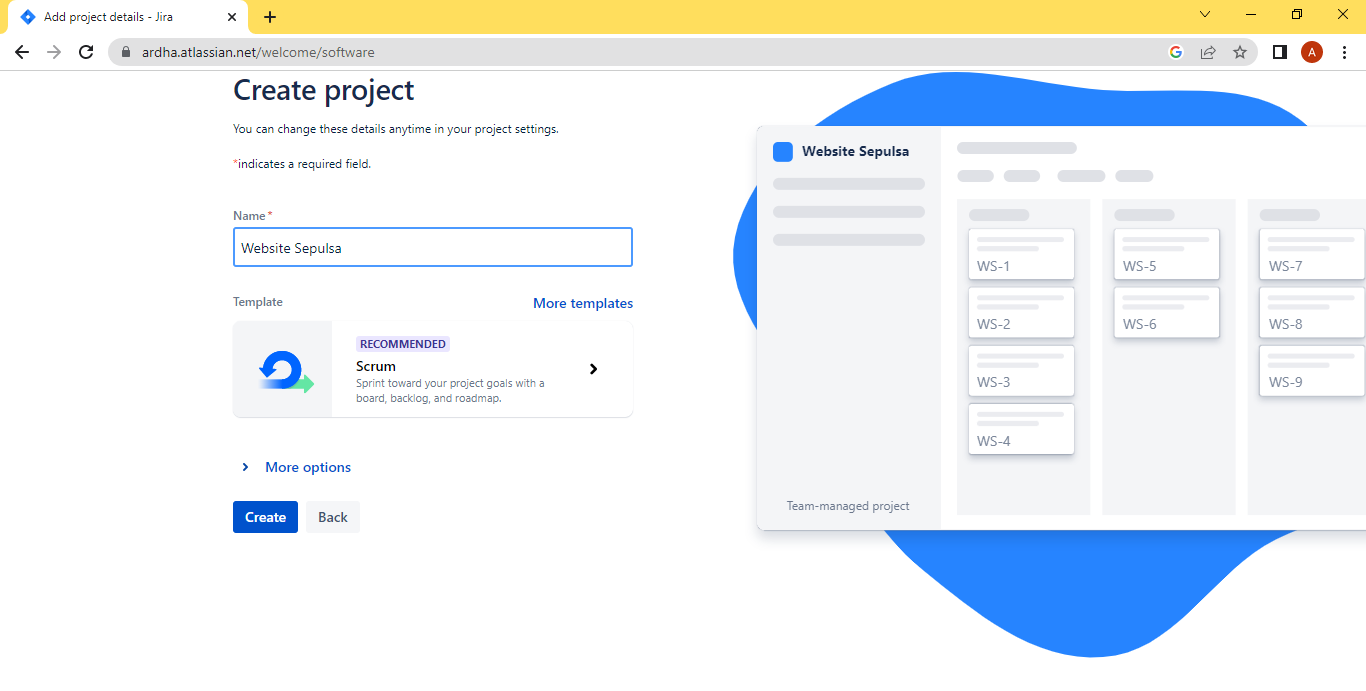 Add project details - Jira
ardha.atlassian.net/welcome/software
A
Create project
You can change these details anytime in your project settings.
*indicates a required field.
Name*
Website Sepulsa
Template
More templates
RECOMMENDED
Scrum
Sprint toward your project goals with a
board, backlog, and roadmap.
More options
Create
Back
Website Sepulsa
WS-1
WS-2
WS-3
WS-4
WS-5
WS-6
WS-7
WS-8
WS-9
Team-managed project